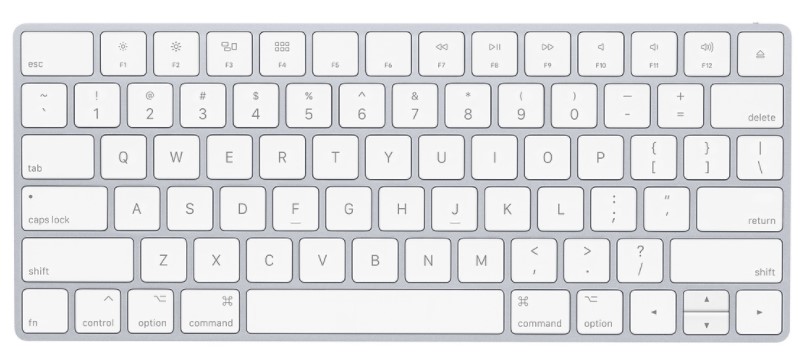 esc F1 F2 F3 F4 F5 F6 F7 F8 F9 F10 F11 F12
~ ! @ # $ % ^ & * ( ) — +
` 1 2 3 4 5 6 7 8 9 0 - = delete
tab Q W E R T Y U I O P { [ } ] | \
caps lock A S D F G H J K L : ; " ' return
shift Z X C V B N M < , > . ? / shift
fn control option ⌘ command ⌘ command option